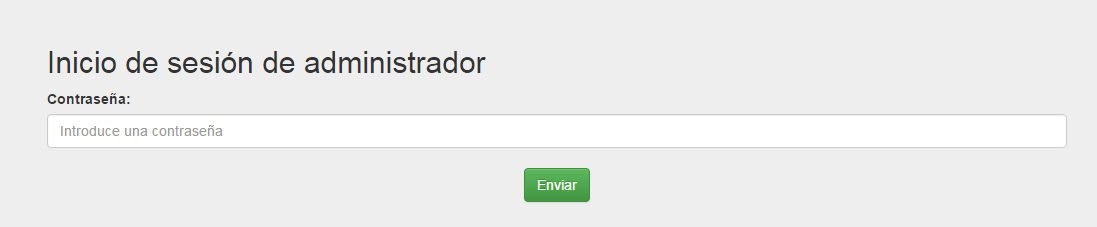 Inicio de sesión de administrador
Contraseña:
Introduce una contraseña
Enviar